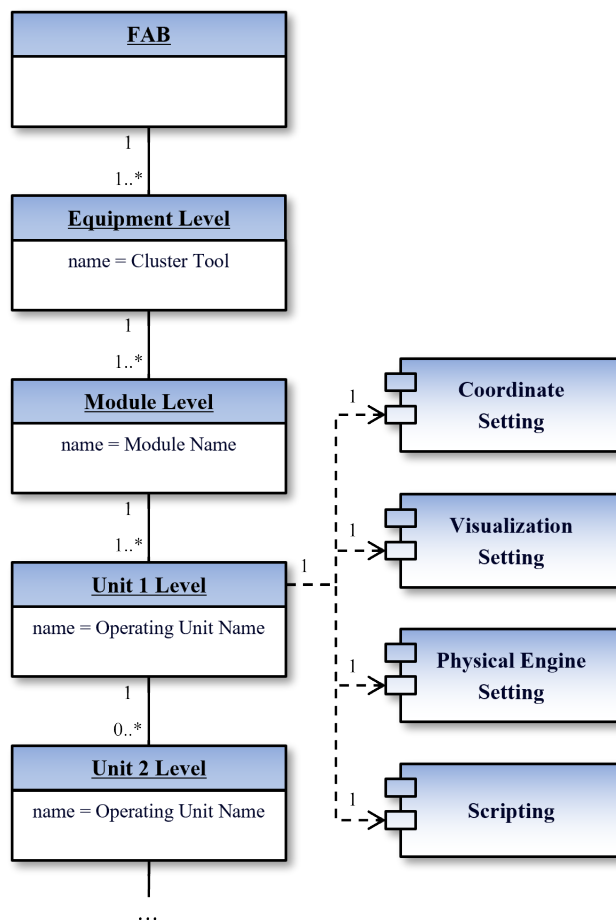 FAB
1
1..*
Equipment Level
name = Cluster Tool
1
1..*
Module Level
name = Module Name
1
1..*
Unit 1 Level
name = Operating Unit Name
1
0..*
Unit 2 Level
name = Operating Unit Name
...
1
1
Coordinate
Setting
1
Visualization
Setting
1
Physical Engine
Setting
1
Scripting